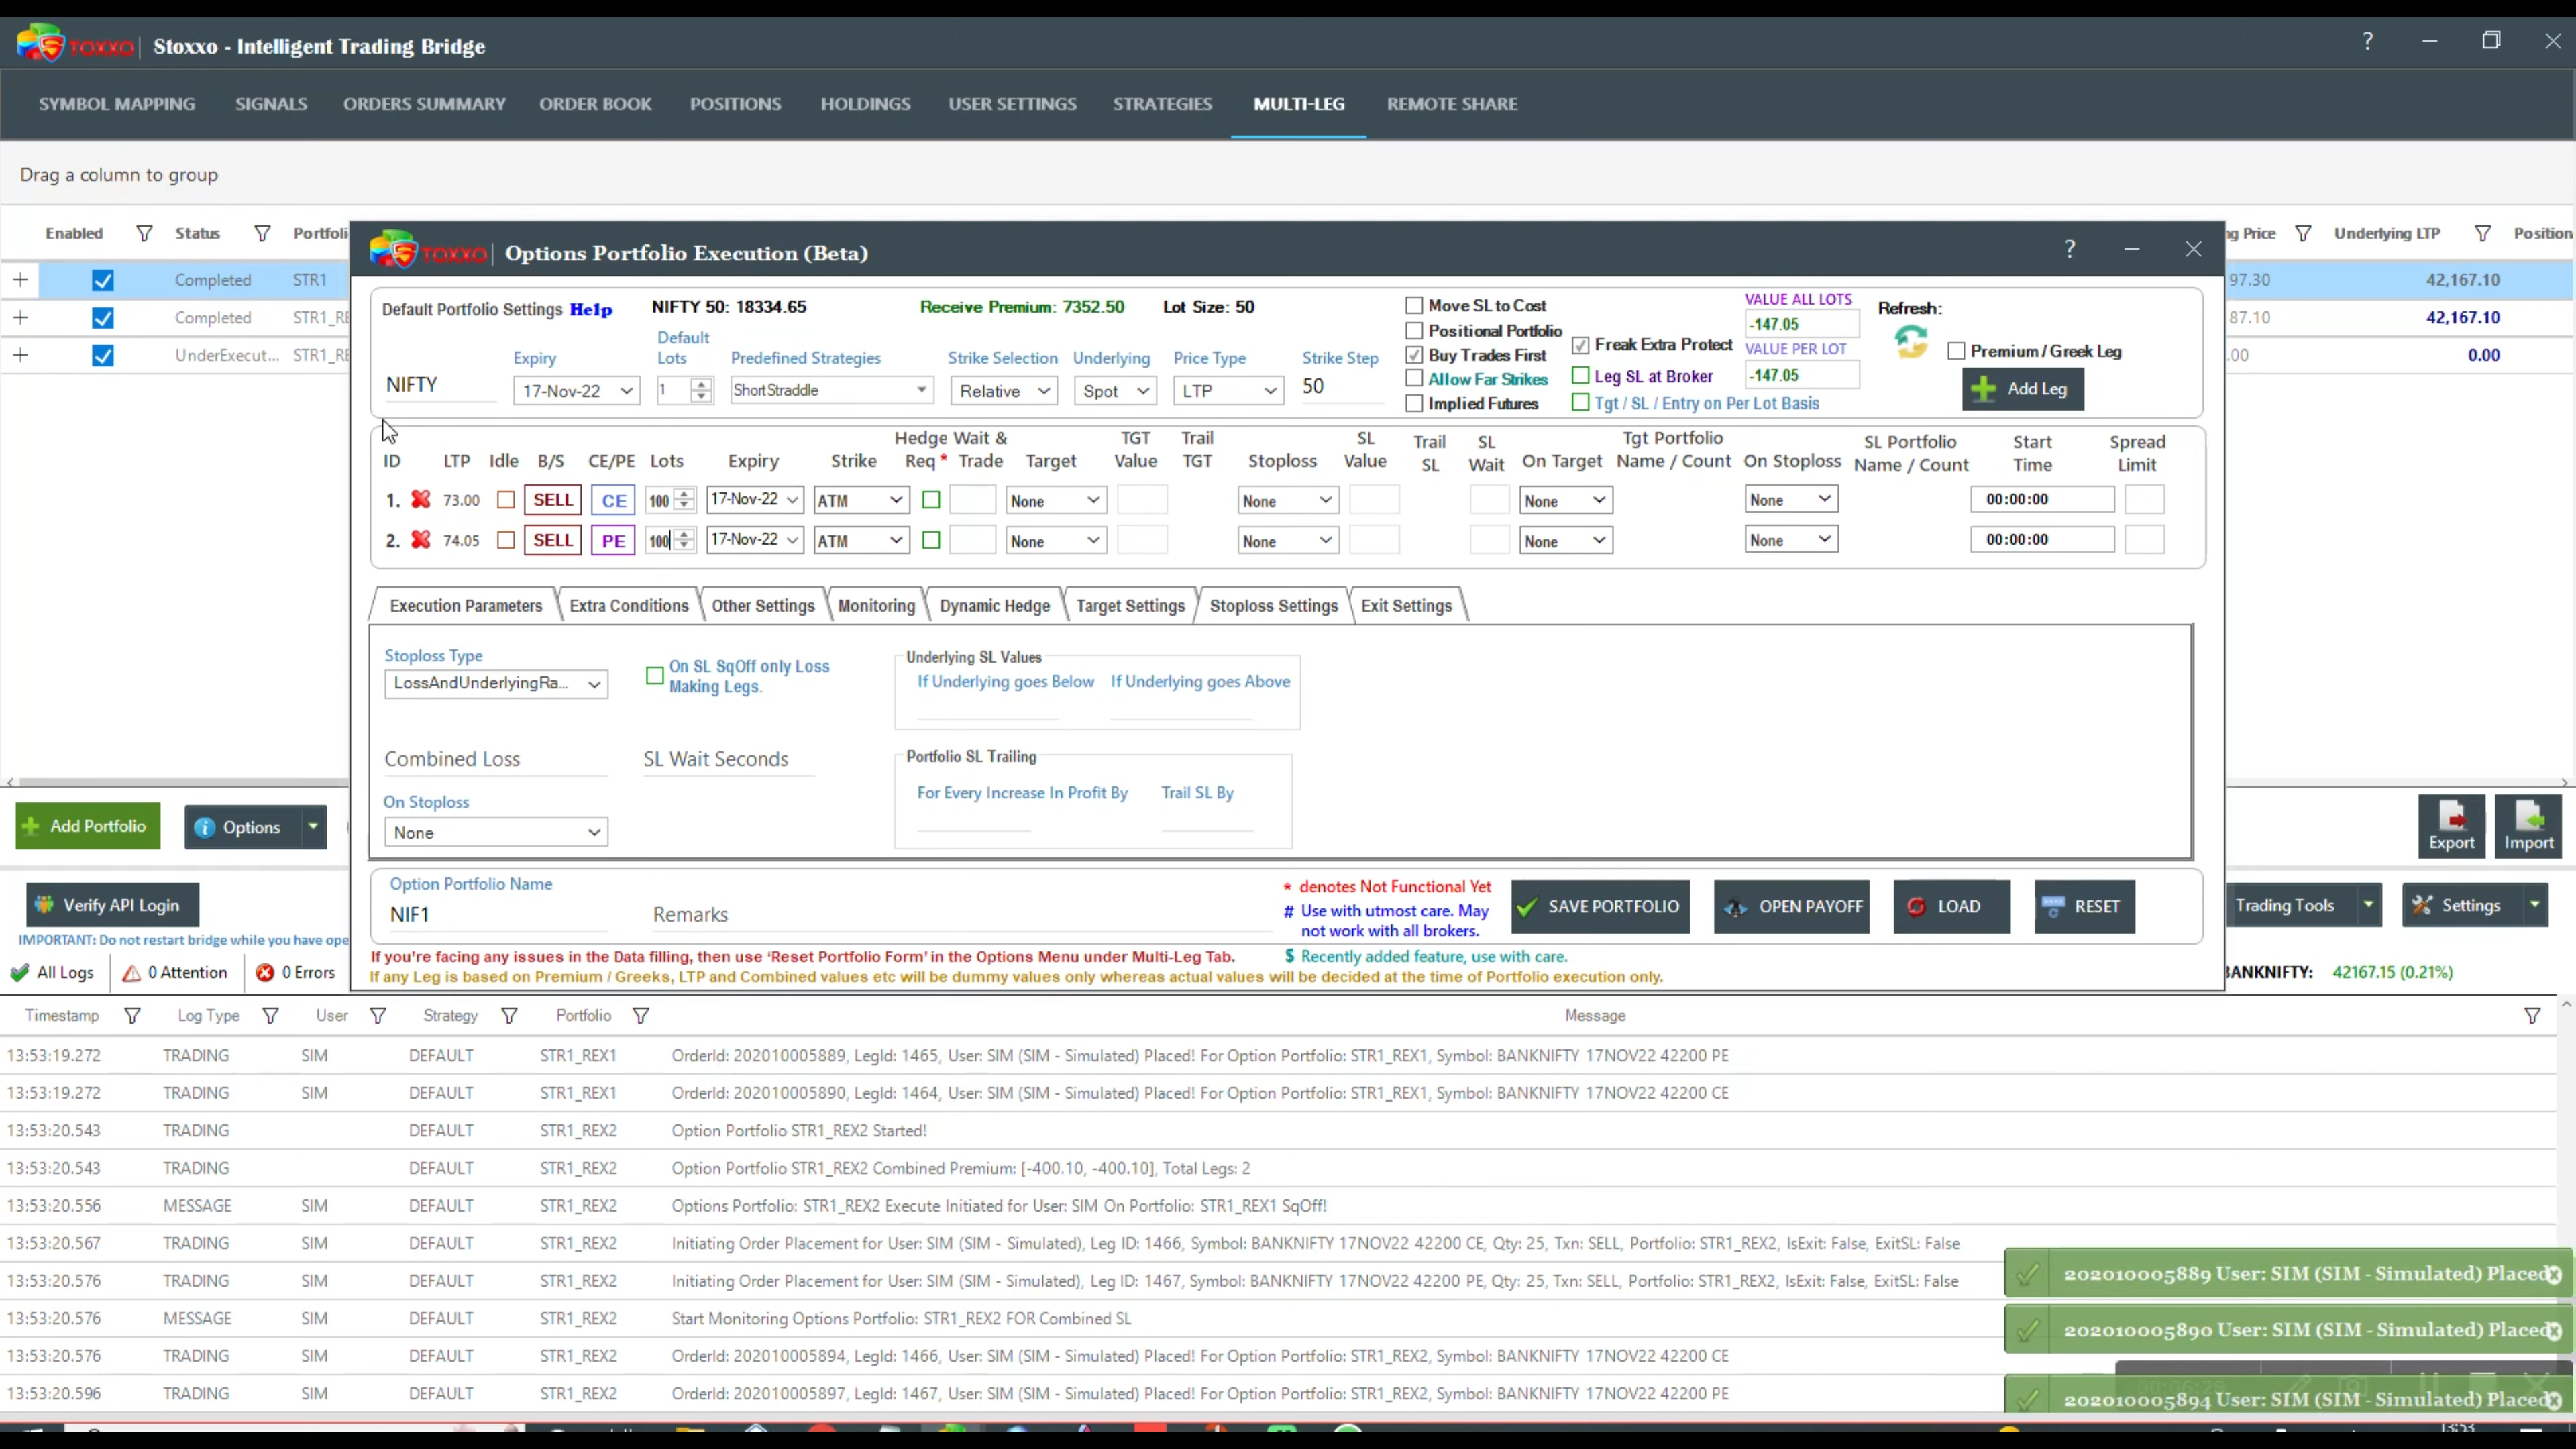 TOXXO | Stoxxo - Intelligent Trading Bridge
?
SYMBOL MAPPING SIGNALS ORDERS SUMMARY ORDER BOOK POSITIONS HOLDINGS USER SETTINGS STRATEGIES MULTI-LEG REMOTE SHARE
Drag a column to group
Enabled Status Portfoli
ng Price Underlying LTP Position
Completed STR1
97.30 42,167.10
Completed STR1_RE
87.10 42,167.10
UnderExecut... STR1_RE
.00 0.00
TOXXO | Options Portfolio Execution (Beta)
?
Default Portfolio Settings Help NIFTY 50: 18334.65 Receive Premium: 7352.50 Lot Size: 50
Move SL to Cost
Positional Portfolio
Buy Trades First
Allow Far Strikes
Implied Futures
Freak Extra Protect
Leg SL at Broker
Tgt / SL / Entry on Per Lot Basis
VALUE ALL LOTS
-147.05
VALUE PER LOT
-147.05
Refresh:
Premium / Greek Leg
Add Leg
Expiry Default Lots Predefined Strategies Strike Selection Underlying Price Type Strike Step
NIFTY 17-Nov-22 1 ShortStraddle Relative Spot LTP 50
ID LTP Idle B/S CE/PE Lots Expiry Strike Hedge Req * Wait & Trade Target TGT Value Trail TGT Stoploss SL Value Trail SL SL Wait On Target Tgt Portfolio Name / Count On Stoploss SL Portfolio Name / Count Start Time Spread Limit
1. 73.00 SELL CE 100 17-Nov-22 ATM None None None None 00:00:00
2. 74.05 SELL PE 100 17-Nov-22 ATM None None None None 00:00:00
Execution Parameters Extra Conditions Other Settings Monitoring Dynamic Hedge Target Settings Stoploss Settings Exit Settings
Stoploss Type
LossAndUnderlyingRa...
On SL SqOff only Loss
Making Legs.
Underlying SL Values
If Underlying goes Below If Underlying goes Above
Combined Loss SL Wait Seconds
Portfolio SL Trailing
For Every Increase In Profit By Trail SL By
On Stoploss
None
Add Portfolio Options
Export Import
Option Portfolio Name
NIF1 Remarks
* denotes Not Functional Yet
# Use with utmost care. May
not work with all brokers.
SAVE PORTFOLIO OPEN PAYOFF LOAD RESET
Verify API Login
Trading Tools Settings
IMPORTANT: Do not restart bridge while you have ope
If you're facing any issues in the Data filling, then use 'Reset Portfolio Form' in the Options Menu under Multi-Leg Tab.
$ Recently added feature, use with care.
If any Leg is based on Premium / Greeks, LTP and Combined values etc will be dummy values only whereas actual values will be decided at the time of Portfolio execution only.
All Logs 0 Attention 0 Errors
BANKNIFTY: 42167.15 (0.21%)
Timestamp Log Type User Strategy Portfolio Message
13:53:19.272 TRADING SIM DEFAULT STR1_REX1 OrderId: 202010005889, LegId: 1465, User: SIM (SIM - Simulated) Placed! For Option Portfolio: STR1_REX1, Symbol: BANKNIFTY 17NOV22 42200 PE
13:53:19.272 TRADING SIM DEFAULT STR1_REX1 OrderId: 202010005890, LegId: 1464, User: SIM (SIM - Simulated) Placed! For Option Portfolio: STR1_REX1, Symbol: BANKNIFTY 17NOV22 42200 CE
13:53:20.543 TRADING DEFAULT STR1_REX2 Option Portfolio STR1_REX2 Started!
13:53:20.543 TRADING DEFAULT STR1_REX2 Option Portfolio STR1_REX2 Combined Premium: [-400.10, -400.10], Total Legs: 2
13:53:20.556 MESSAGE SIM DEFAULT STR1_REX2 Options Portfolio: STR1_REX2 Execute Initiated for User: SIM On Portfolio: STR1_REX1 SqOff!
13:53:20.567 TRADING SIM DEFAULT STR1_REX2 Initiating Order Placement for User: SIM (SIM - Simulated), Leg ID: 1466, Symbol: BANKNIFTY 17NOV22 42200 CE, Qty: 25, Txn: SELL, Portfolio: STR1_REX2, IsExit: False, ExitSL: False
13:53:20.576 TRADING SIM DEFAULT STR1_REX2 Initiating Order Placement for User: SIM (SIM - Simulated), Leg ID: 1467, Symbol: BANKNIFTY 17NOV22 42200 PE, Qty: 25, Txn: SELL, Portfolio: STR1_REX2, IsExit: False, ExitSL: False
202010005889 User: SIM (SIM - Simulated) Placed
13:53:20.576 MESSAGE SIM DEFAULT STR1_REX2 Start Monitoring Options Portfolio: STR1_REX2 FOR Combined SL
202010005890 User: SIM (SIM - Simulated) Placed
13:53:20.576 TRADING SIM DEFAULT STR1_REX2 OrderId: 202010005894, LegId: 1466, User: SIM (SIM - Simulated) Placed! For Option Portfolio: STR1_REX2, Symbol: BANKNIFTY 17NOV22 42200 CE
13:53:20.596 TRADING SIM DEFAULT STR1_REX2 OrderId: 202010005897, LegId: 1467, User: SIM (SIM - Simulated) Placed! For Option Portfolio: STR1_REX2, Symbol: BANKNIFTY 17NOV22 42200 PE
202010005894 User: SIM (SIM - Simulated) Placed
13:53